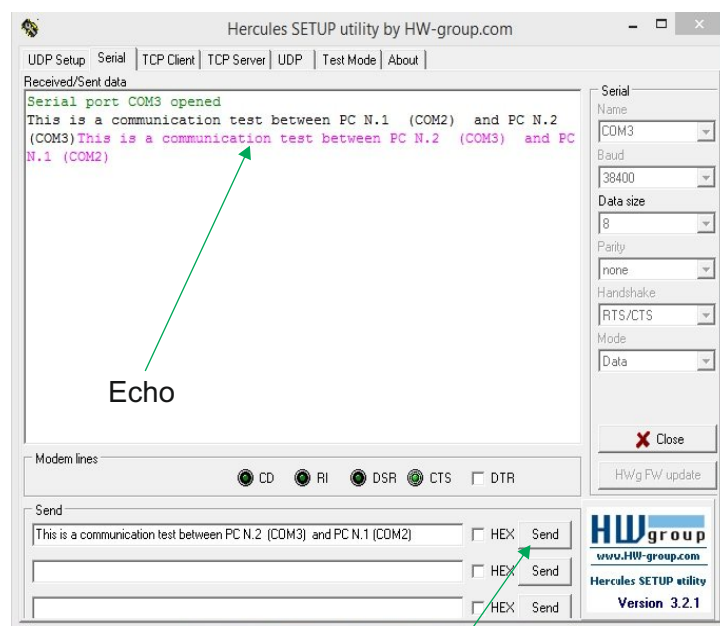 Hercules SETUP utility by HW-group.com
UDP Setup Serial TCP Client TCP Server UDP Test Mode About
Received/Sent data
Serial port COM3 opened
This is a communication test between PC N.1 (COM2) and PC N.2
(COM3)This is a communication test between PC N.2 (COM3) and PC
N.1 (COM2)
Echo
Serial
Name
COM3
Baud
38400
Data size
8
Parity
none
Handshake
RTS/CTS
Mode
Data
Close
HWg FW update
Modem lines
CD RI DSR CTS DTR
Send
This is a communication test between PC N.2 (COM3) and PC N.1 (COM2) HEX Send
HEX Send
HEX Send
HWgroup
www.HW-group.com
Hercules SETUP utility
Version 3.2.1